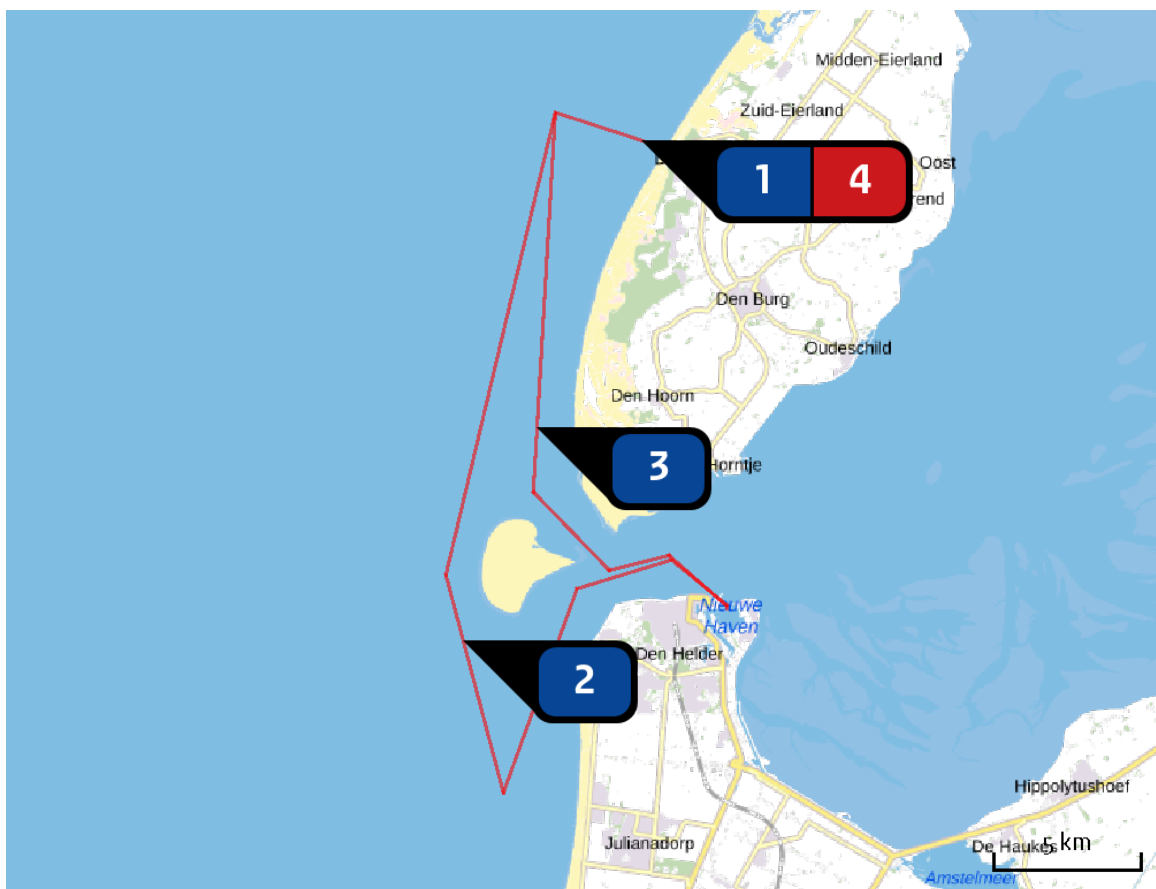 Midden-Eierland
Zuid-Eierland
Oost
1 4
rend
Den Burg
Oudeschild
Den Hoorn
3
Horntje
Nieuwe
Haven
Den Helder
2
Hippolytushoef
Julianadorp
De Haukes
5 km
Amstelmeer